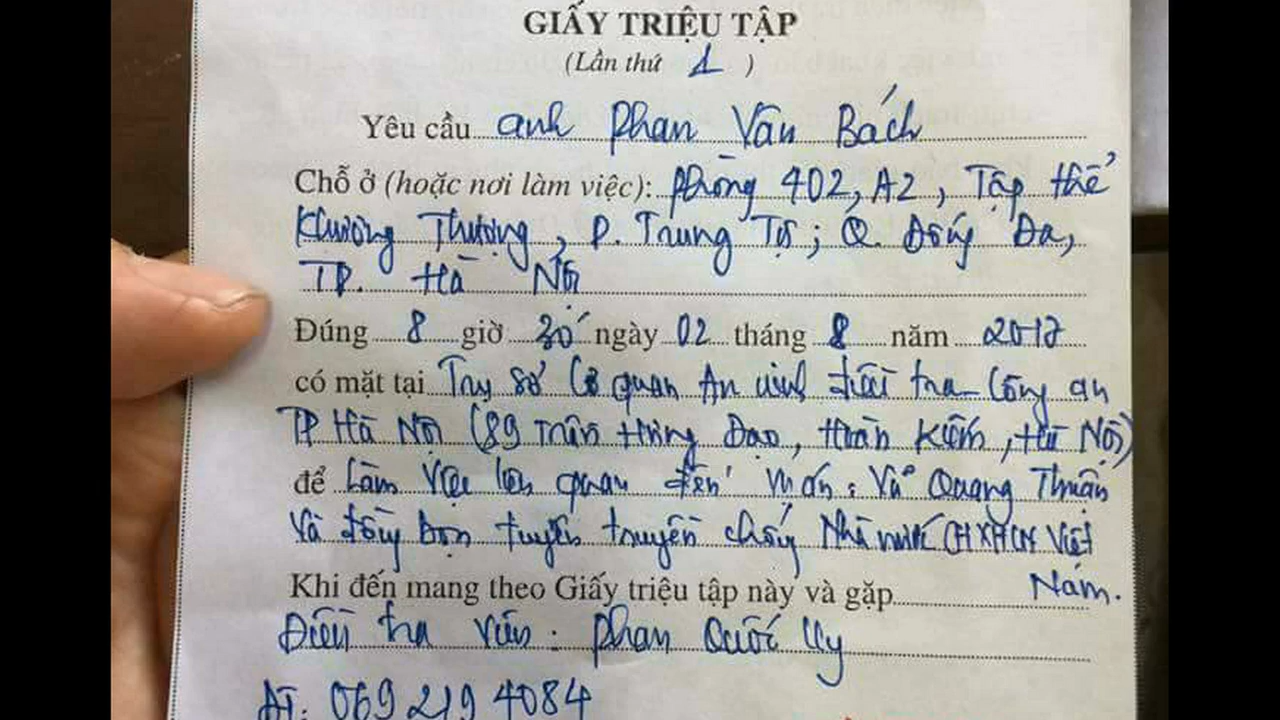 GIẤY TRIỆU TẬP
(Lần thứ 1 )
Yêu cầu anh Phan Văn Bách
Chỗ ở (hoặc nơi làm việc): Phòng 402, A2, Tập thể
Khương Thượng, P. Trung Tự; Q. Đống Đa,
TP. Hà Nội
Đúng 8 giờ 30 ngày 02 tháng 8 năm 2017
có mặt tại Trụ sở Cơ quan An ninh điều tra Công an
TP Hà Nội (89 Trần Hưng Đạo, Hoàn Kiếm, Hà Nội)
để làm việc liên quan đến vụ án: Vũ Quang Thuận
và đồng bọn tuyên truyền chống Nhà nước CHXHCN Việt
Nam.
Khi đến mang theo Giấy triệu tập này và gặp
Điều tra viên: Phan Quốc Uy
ĐT: 069 219 4084